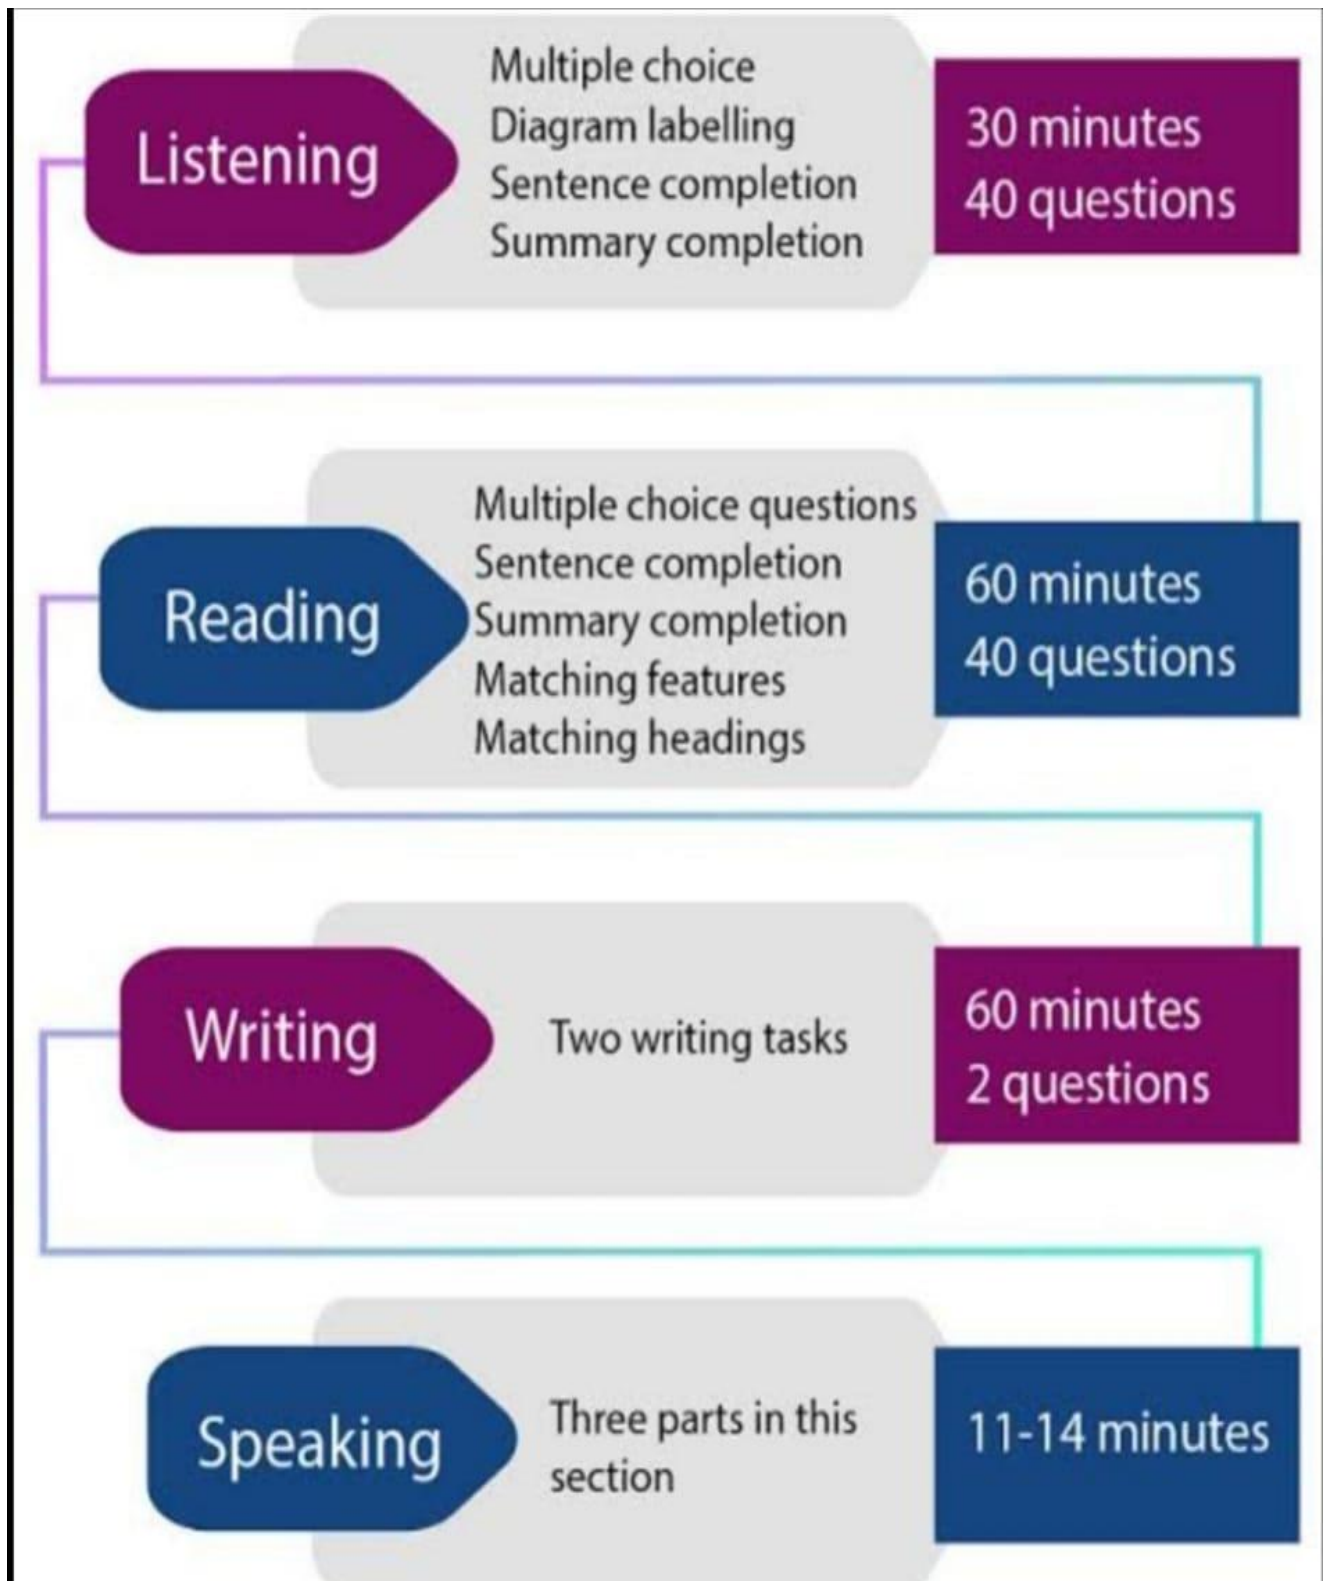 Listening
Multiple choice
Diagram labelling
Sentence completion
Summary completion
30 minutes
40 questions
Reading
Multiple choice questions
Sentence completion
Summary completion
Matching features
Matching headings
60 minutes
40 questions
Writing
Two writing tasks
60 minutes
2 questions
Speaking
Three parts in this
section
11-14 minutes